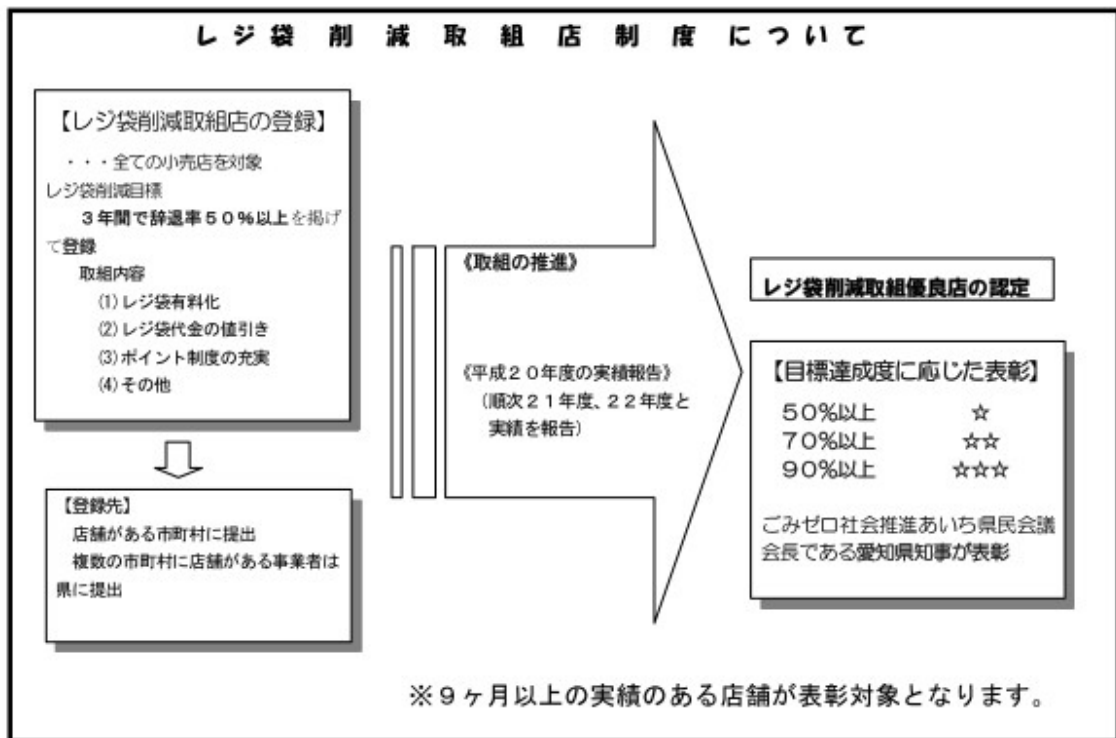 レジ袋削減取組店制度について
【レジ袋削減取組店の登録】
・・・全ての小売店を対象
レジ袋削減目標
３年間で辞退率５０％以上を掲げ
て登録
取組内容
(1)レジ袋有料化
(2)レジ袋代金の値引き
(3)ポイント制度の充実
(4)その他
【登録先】
店舗がある市町村に提出
複数の市町村に店舗がある事業者は
県に提出
《取組の推進》
《平成２０年度の実績報告》
（順次２１年度、２２年度と
実績を報告）
レジ袋削減取組優良店の認定
【目標達成度に応じた表彰】
５０％以上 ☆
７０％以上 ☆☆
９０％以上 ☆☆☆
ごみゼロ社会推進あいち県民会議
会長である愛知県知事が表彰
※９ヶ月以上の実績のある店舗が表彰対象となります。